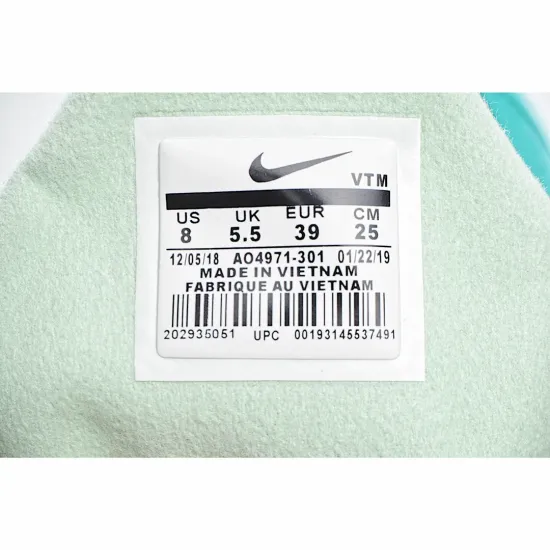 VTM
US UK EUR CM
8 5.5 39 25
12/05/18 AO4971-301 01/22/19
MADE IN VIETNAM
FABRIQUE AU VIETNAM
202935051 UPC 00193145537491